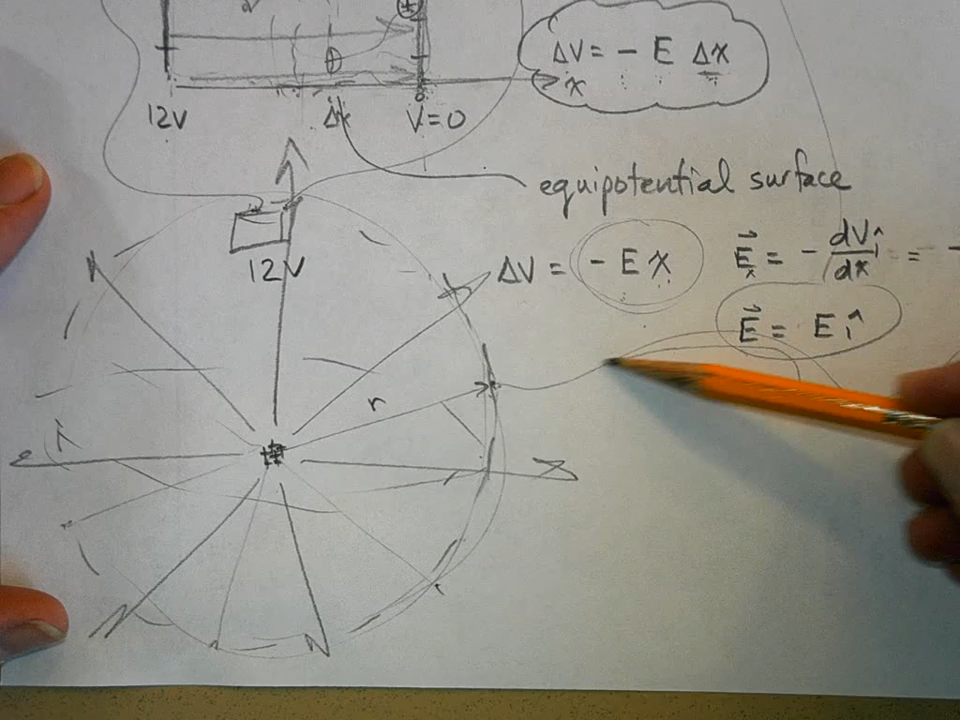 ΔV = - E Δx
x
12V Δx V=0
equipotential surface
12V
ΔV = - E x
E⃗x = - dV/dx î = -
E⃗ = E î
r